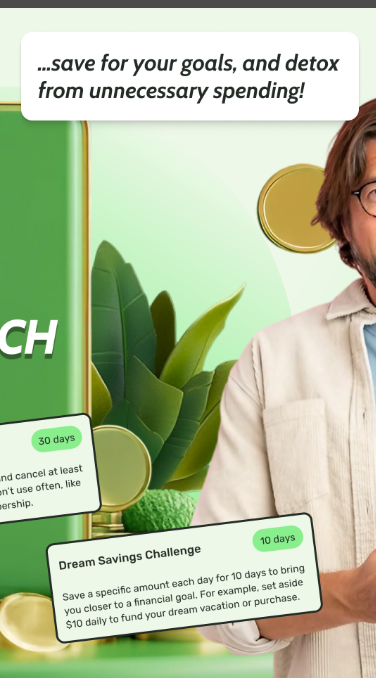 ...save for your goals, and detox
from unnecessary spending!
CH
30 days
nd cancel at least
n't use often, like
bership.
Dream Savings Challenge
10 days
Save a specific amount each day for 10 days to bring
you closer to a financial goal. For example, set aside
$10 daily to fund your dream vacation or purchase.